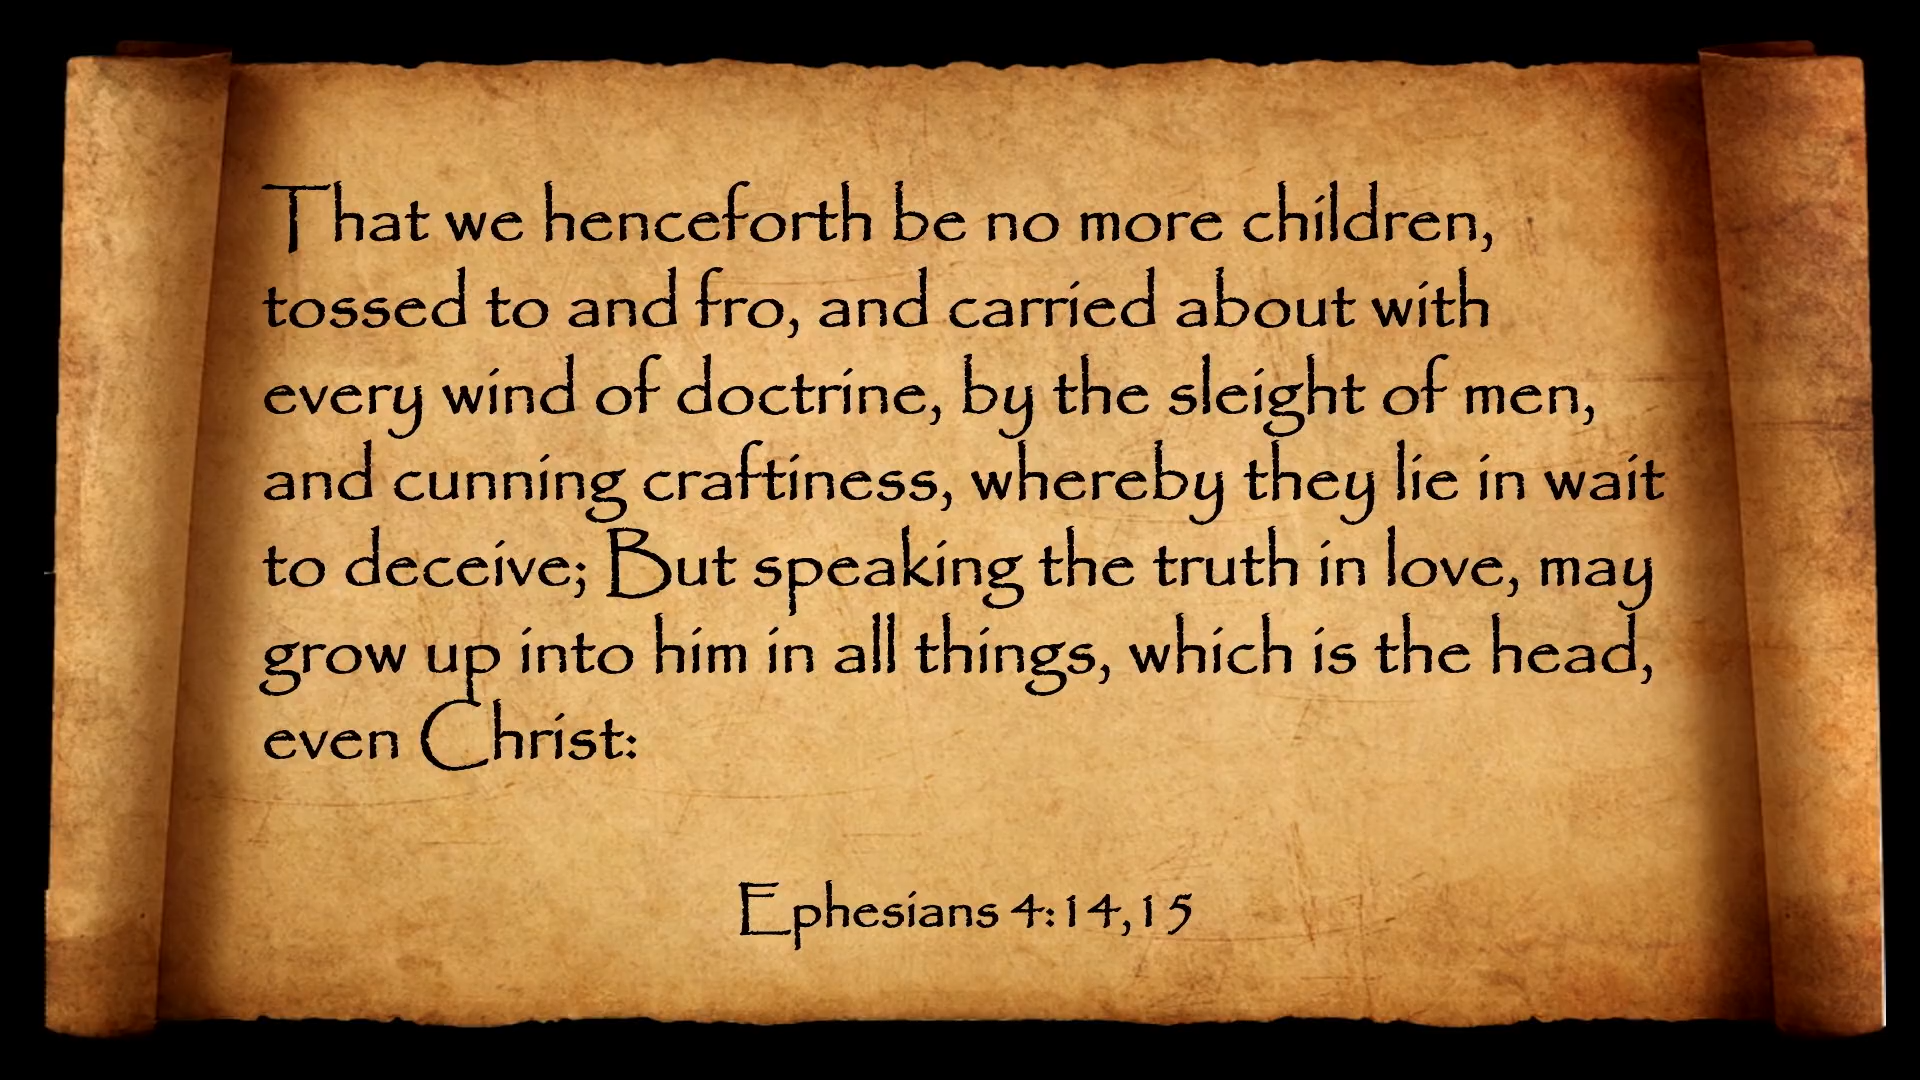 That we henceforth be no more children,
tossed to and fro, and carried about with
every wind of doctrine, by the sleight of men,
and cunning craftiness, whereby they lie in wait
to deceive; But speaking the truth in love, may
grow up into him in all things, which is the head,
even Christ:
Ephesians 4:14,15